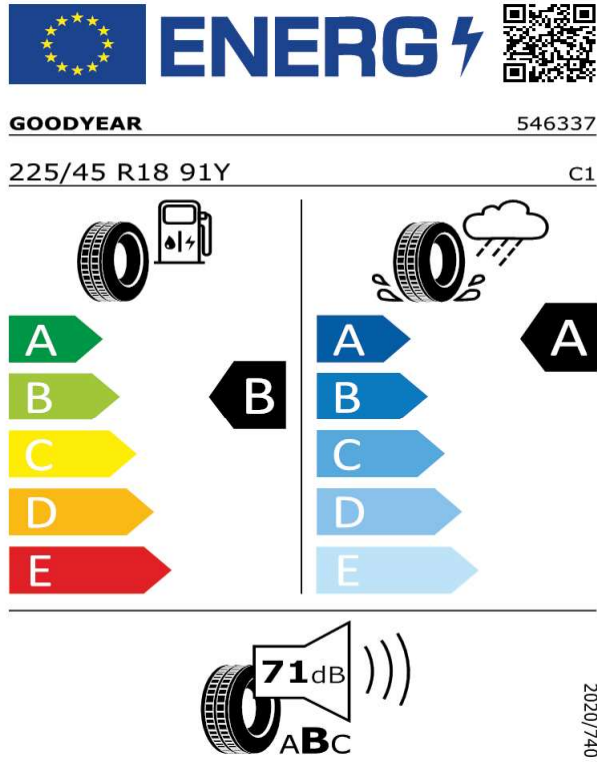 ENERG
GOODYEAR 546337
225/45 R18 91Y C1
A A A
B B B
C C
D D
E E
71dB
ABC
2020/740